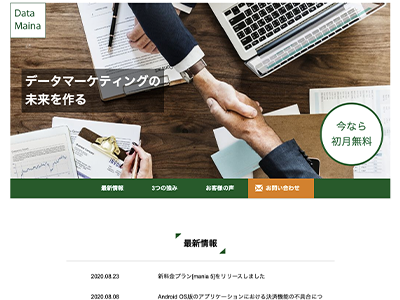 Data
Maina
データマーケティングの
未来を作る
今なら
初月無料
最新情報
3つの強み
お客様の声
お問い合わせ
最新情報
2020.08.23 新料金プラン[mania 5]をリリースしました
2020.08.08 Android OS版のアプリケーションにおける決済機能の不具合につ